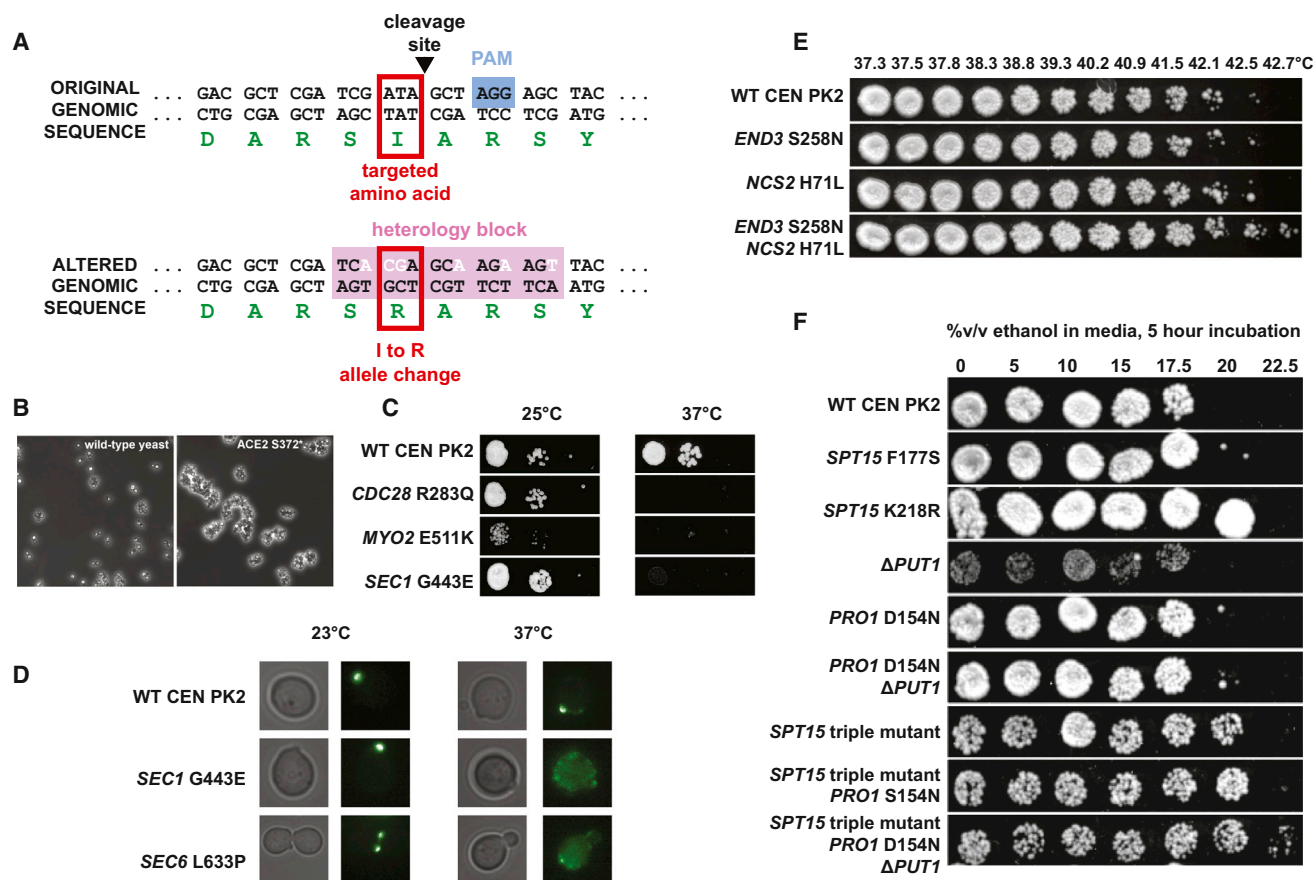 A
cleavage
site
PAM
ORIGINAL
GENOMIC
SEQUENCE
... GAC GCT CGA TCG ATA GCT AGG AGC TAC ...
... CTG CGA GCT AGC TAT CGA TCC TCG ATG ...
D A R S I A R S Y
targeted
amino acid
heterology block
ALTERED
GENOMIC
SEQUENCE
... GAC GCT CGA TCA CGA GCA AGA AGT TAC ...
... CTG CGA GCT AGT GCT CGT TCT TCA ATG ...
D A R S R A R S Y
I to R
allele change
B
wild-type yeast
ACE2 S372*
C
25°C 37°C
WT CEN PK2
CDC28 R283Q
MYO2 E511K
SEC1 G443E
D
23°C 37°C
WT CEN PK2
SEC1 G443E
SEC6 L633P
E
37.3 37.5 37.8 38.3 38.8 39.3 40.2 40.9 41.5 42.1 42.5 42.7°C
WT CEN PK2
END3 S258N
NCS2 H71L
END3 S258N
NCS2 H71L
F
%v/v ethanol in media, 5 hour incubation
0 5 10 15 17.5 20 22.5
WT CEN PK2
SPT15 F177S
SPT15 K218R
ΔPUT1
PRO1 D154N
PRO1 D154N
ΔPUT1
SPT15 triple mutant
SPT15 triple mutant
PRO1 S154N
SPT15 triple mutant
PRO1 D154N
ΔPUT1